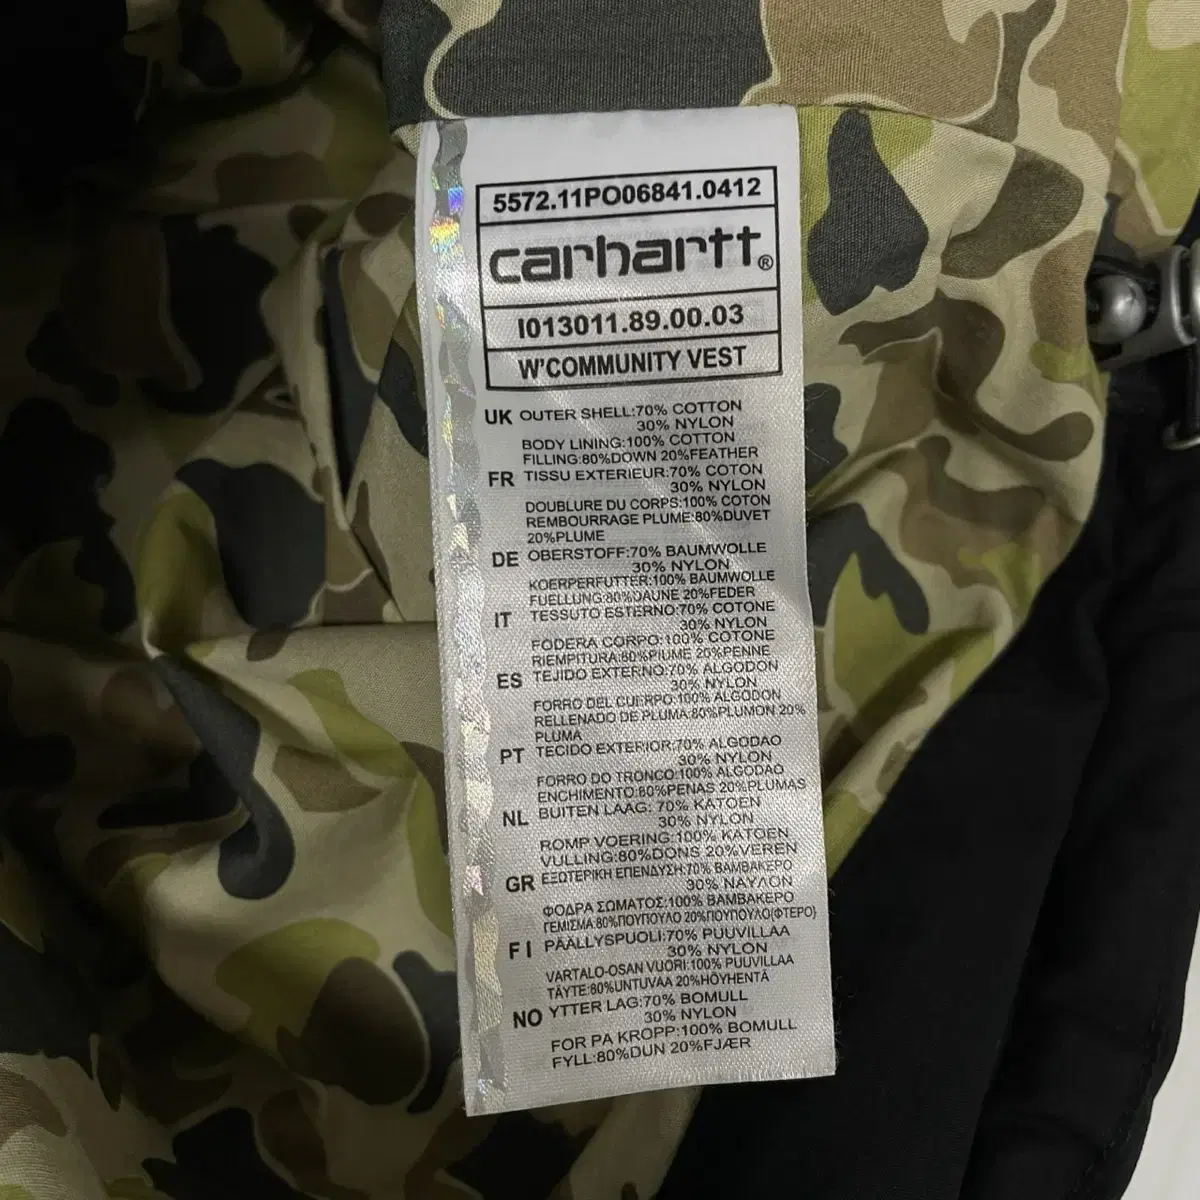 5572.11PO06841.0412
carhartt®
I013011.89.00.03
W'COMMUNITY VEST
UK OUTER SHELL:70% COTTON
30% NYLON
BODY LINING:100% COTTON
FILLING:80%DOWN 20%FEATHER
FR TISSU EXTERIEUR:70% COTON
30% NYLON
DOUBLURE DU CORPS:100% COTON
REMBOURRAGE PLUME:80%DUVET
20%PLUME
DE OBERSTOFF:70% BAUMWOLLE
30% NYLON
KOERPERFUTTER:100% BAUMWOLLE
FUELLUNG:80%DAUNE 20%FEDER
IT TESSUTO ESTERNO:70% COTONE
30% NYLON
FODERA CORPO:100% COTONE
RIEMPITURA:80%PIUME 20%PENNE
ES TEJIDO EXTERNO:70% ALGODON
30% NYLON
FORRO DEL CUERPO:100% ALGODON
RELLENADO DE PLUMA:80%PLUMON 20%
PLUMA
PT TECIDO EXTERIOR:70% ALGODAO
30% NYLON
FORRO DO TRONCO:100% ALGODAO
ENCHIMENTO:80%PENAS 20%PLUMAS
NL BUITEN LAAG: 70% KATOEN
30% NYLON
ROMP VOERING:100% KATOEN
VULLING:80%DONS 20%VEREN
GR ΕΞΩΤΕΡΙΚΗ ΕΠΕΝΔΥΣΗ:70% ΒΑΜΒΑΚΕΡΟ
30% ΝΑΥΛΟΝ
ΦΟΔΡΑ ΣΩΜΑΤΟΣ:100% ΒΑΜΒΑΚΕΡΟ
ΓΕΜΙΣΜΑ:80%ΠΟΥΠΟΥΛΟ 20%ΠΟΥΠΟΥΛΟ(ΦΤΕΡΟ)
FI PÄÄLLYSPUOLI:70% PUUVILLAA
30% NYLON
VARTALO-OSAN VUORI:100% PUUVILLAA
TÄYTE:80%UNTUVAA 20%HÖYHENTÄ
NO YTTER LAG:70% BOMULL
30% NYLON
FOR PA KROPP:100% BOMULL
FYLL:80%DUN 20%FJÆR